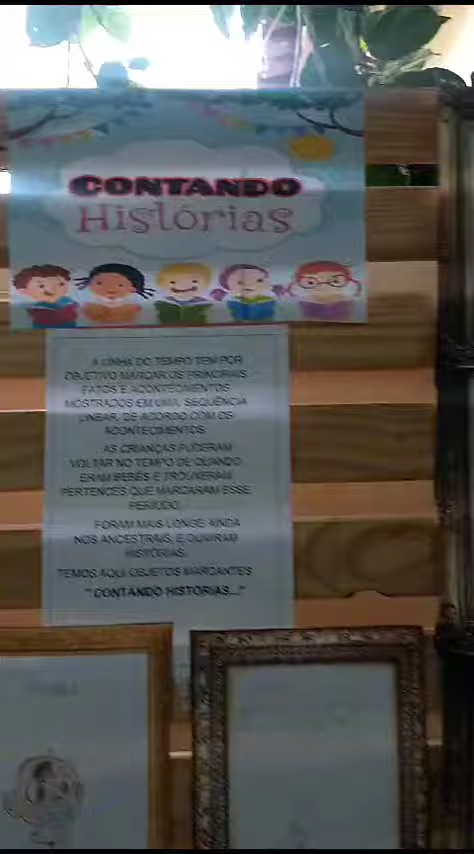 CONTANDO
Histórias
A LINHA DO TEMPO TEM POR
OBJETIVO MARCAR OS PRINCIPAIS
FATOS E ACONTECIMENTOS
MOSTRADOS EM UMA SEQUÊNCIA
LINEAR, DE ACORDO COM OS
ACONTECIMENTOS.
AS CRIANÇAS PUDERAM
VOLTAR NO TEMPO DE QUANDO
ERAM BEBÊS E TROUXERAM
PERTENCES QUE MARCARAM ESSE
PERÍODO.
FORAM MAIS LONGE AINDA
NOS ANCESTRAIS, E OUVIRAM
HISTÓRIAS.
TEMOS AQUI OBJETOS MARCANTES
" CONTANDO HISTÓRIAS..."